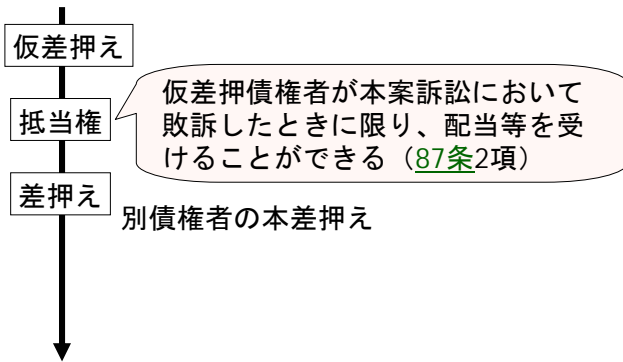 仮差押え
抵当権
仮差押債権者が本案訴訟において
敗訴したときに限り、配当等を受
けることができる（87条2項）
差押え
別債権者の本差押え